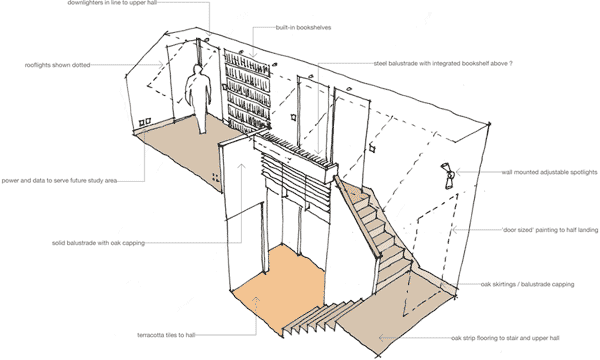 downlighters in line to upper hall
built-in bookshelves
rooflights shown dotted
steel balustrade with integrated bookshelf above ?
power and data to serve future study area
wall mounted adjustable spotlights
solid balustrade with oak capping
'door sized' painting to half landing
oak skirtings / balustrade capping
terracotta tiles to hall
oak strip flooring to stair and upper hall